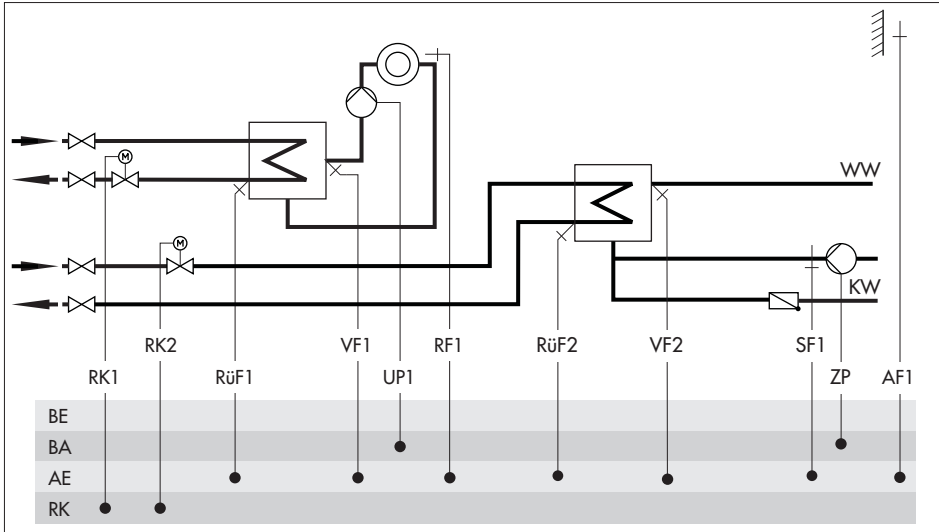 M
M
WW
KW
RK2 VF1 RF1 RüF2 VF2 SF1
RK1 RüF1 UP1 ZP AF1
BE
BA
AE
RK